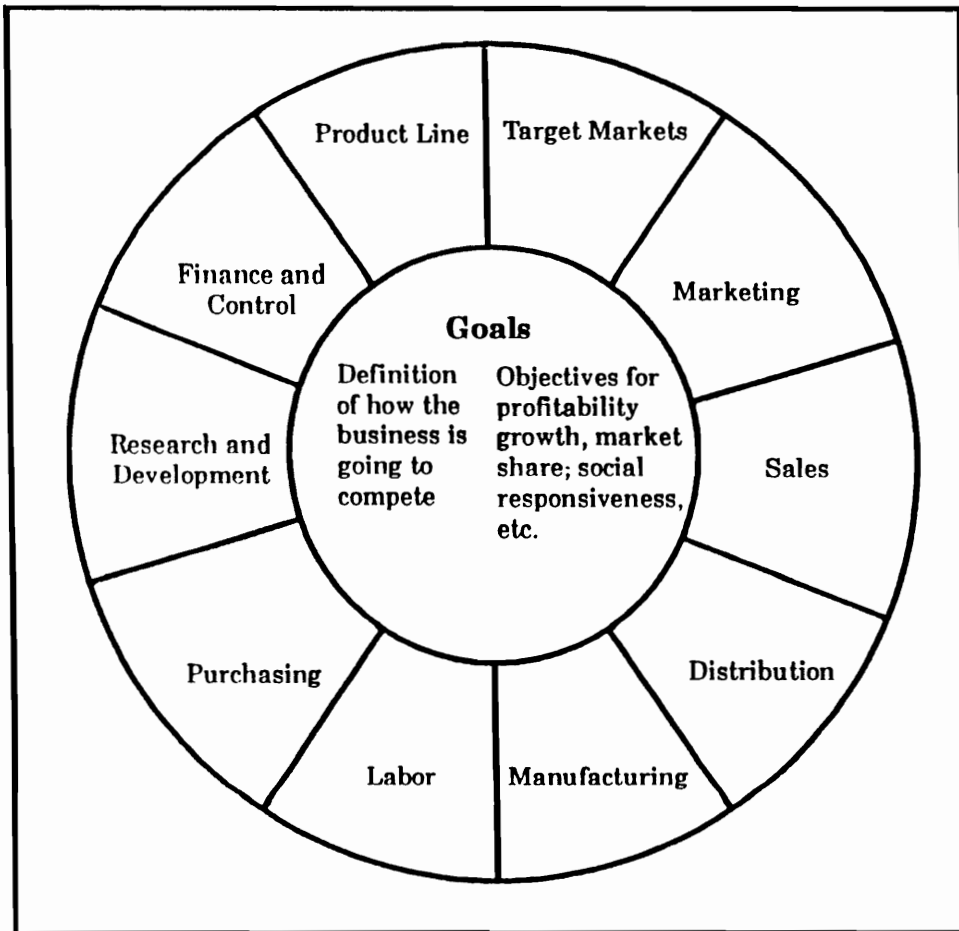 Product Line
Target Markets
Marketing
Sales
Distribution
Manufacturing
Labor
Purchasing
Research and
Development
Finance and
Control
Goals
Definition
of how the
business is
going to
compete
Objectives for
profitability
growth, market
share; social
responsiveness,
etc.